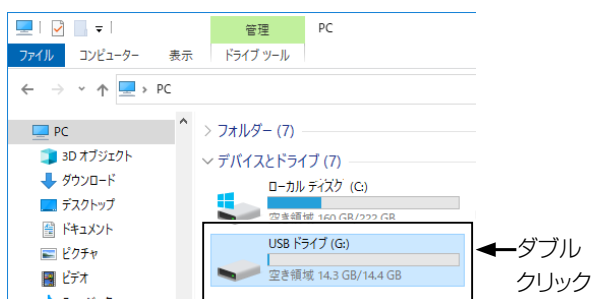 管理
PC
ファイル
コンピューター
表示
ドライブ ツール
PC
PC
3D オブジェクト
ダウンロード
デスクトップ
ドキュメント
ピクチャ
ビデオ
フォルダー (7)
デバイスとドライブ (7)
ローカル ディスク (C:)
空き領域 160 GB/222 GB
USB ドライブ (G:)
空き領域 14.3 GB/14.4 GB
ダブル
クリック